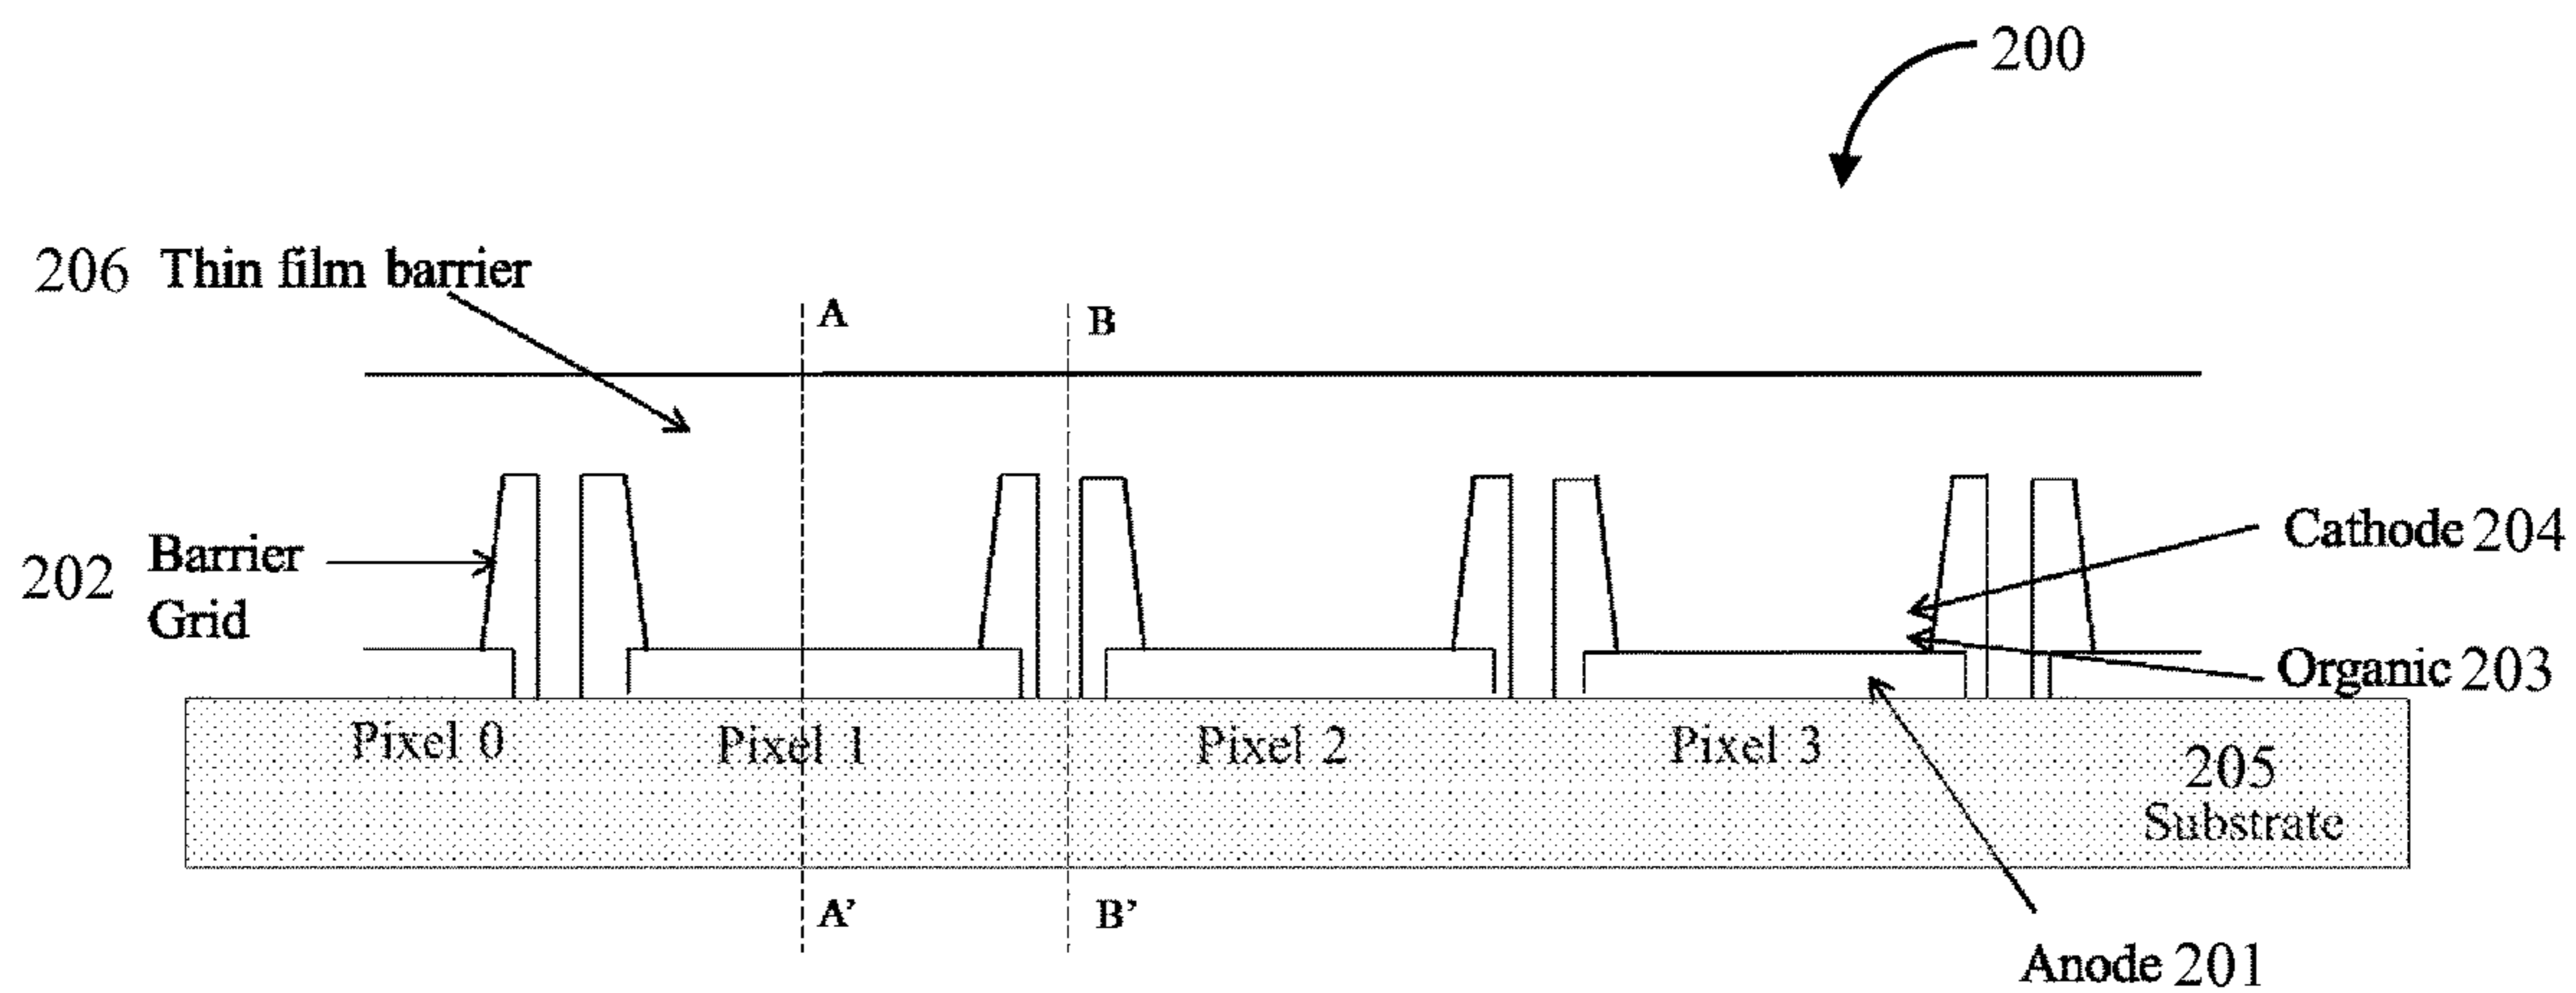 200
206 Thin film barrier
A
B
202 Barrier
Grid
Cathode 204
Organic 203
Pixel 0
Pixel 1
Pixel 2
Pixel 3
205
Substrate
A’
B’
Anode 201